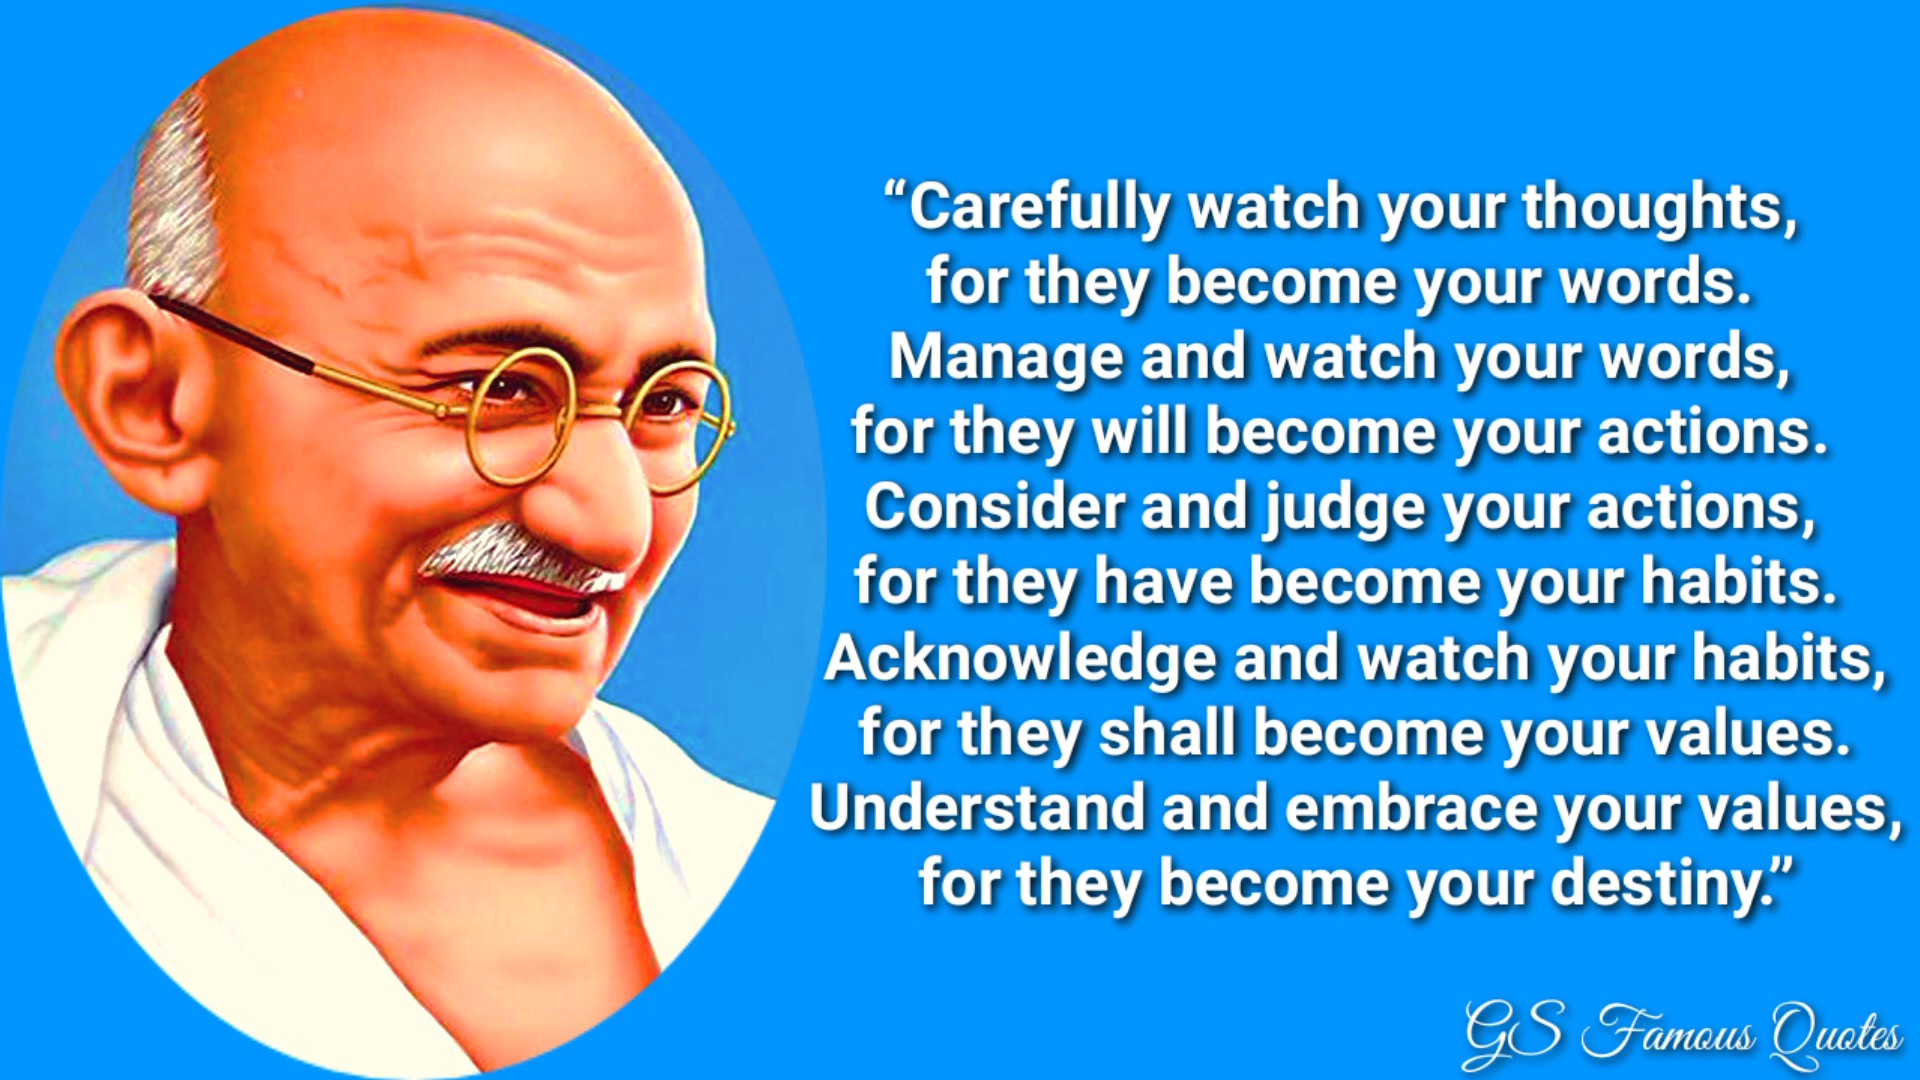 “Carefully watch your thoughts,
for they become your words.
Manage and watch your words,
for they will become your actions.
Consider and judge your actions,
for they have become your habits.
Acknowledge and watch your habits,
for they shall become your values.
Understand and embrace your values,
for they become your destiny.”
GS Famous Quotes